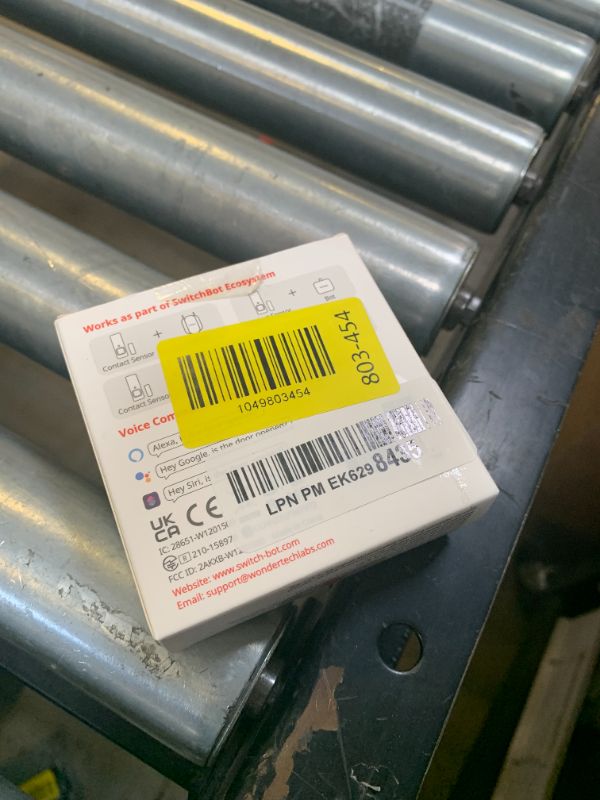 Works as part of SwitchBot Ecosystem
+
+
Bot
Contact Sensor
Contact Sensor
1049803454
803-454
Voice
Alexa,
Hey Google, is the door opened?
Hey Siri,
LPN PM EK629
UK
CA
CE
IC: 28651-W12015
R 210-15897
FCC ID: 2AKXB-W12
Website: www.switch-bot.com
Email: support@wondertechlabs.com